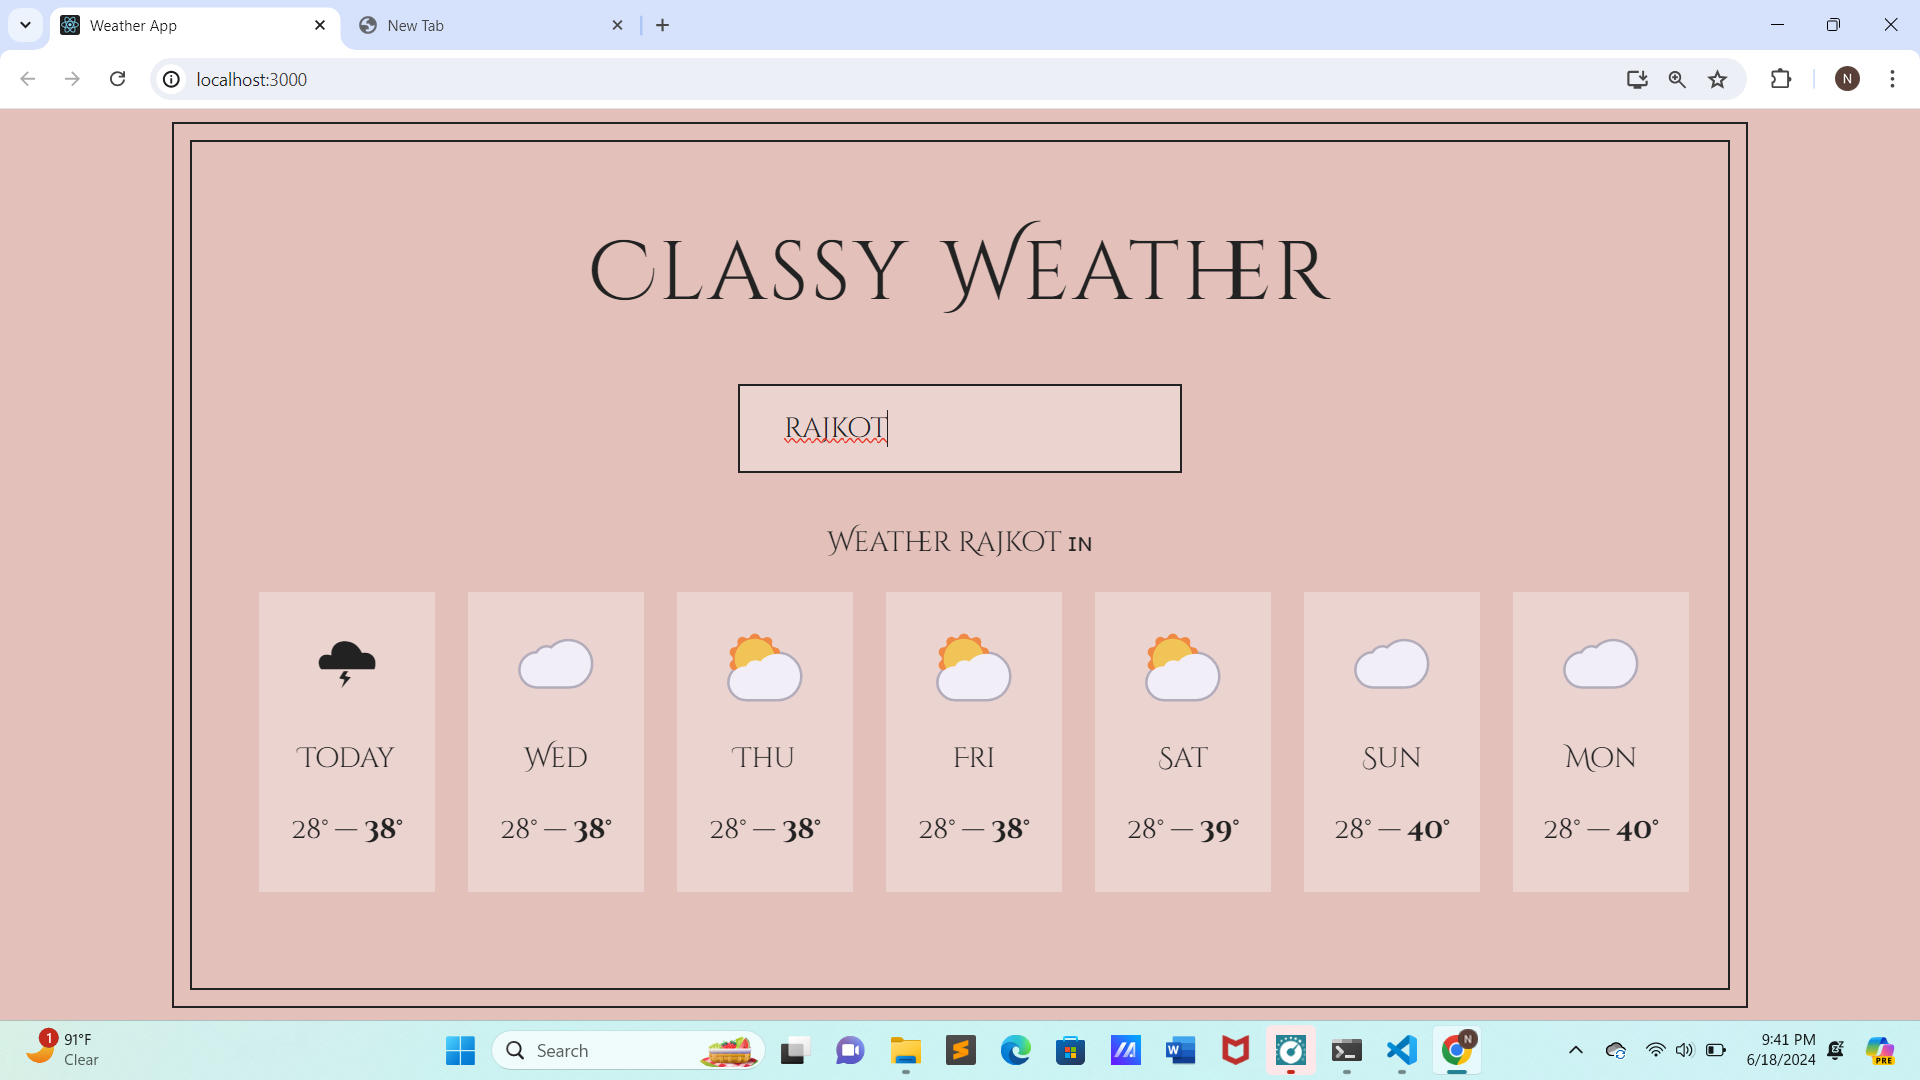 Weather App
New Tab
localhost:3000
N
CLASSY WEATHER
RAJKOT
WEATHER RAJKOT IN
TODAY WED THU FRI SAT SUN MON
28° — 38° 28° — 38° 28° — 38° 28° — 38° 28° — 39° 28° — 40° 28° — 40°
1
91°F
Clear
Search
W
N
PRE
9:41 PM
6/18/2024